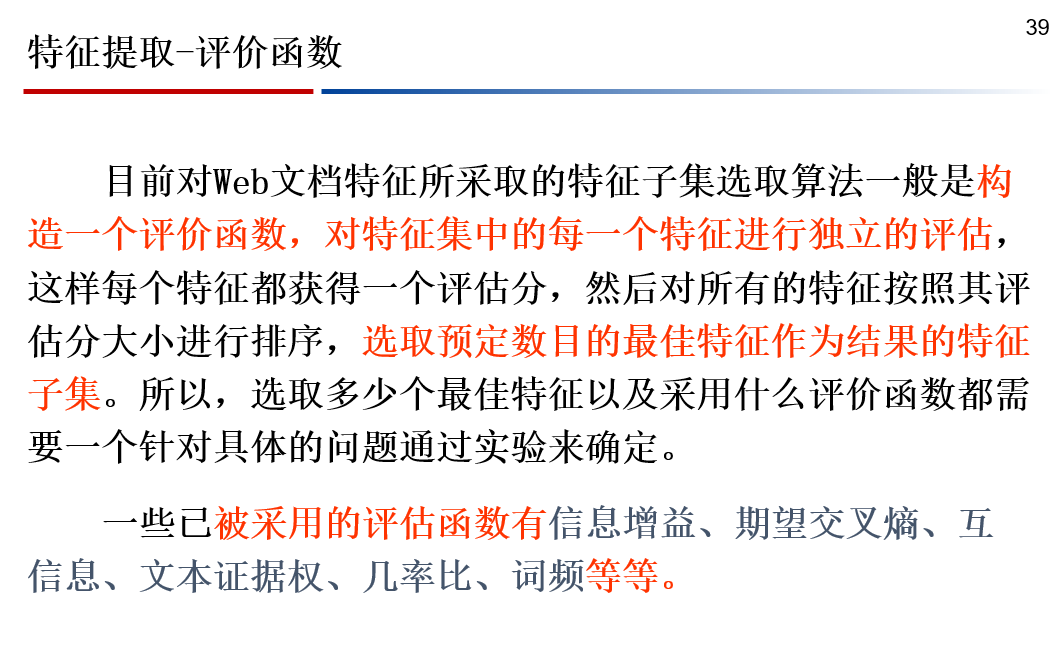 39
特征提取-评价函数
目前对Web文档特征所采取的特征子集选取算法一般是构
造一个评价函数，对特征集中的每一个特征进行独立的评估，
这样每个特征都获得一个评估分，然后对所有的特征按照其评
估分大小进行排序，选取预定数目的最佳特征作为结果的特征
子集。所以，选取多少个最佳特征以及采用什么评价函数都需
要一个针对具体的问题通过实验来确定。
一些已被采用的评估函数有信息增益、期望交叉熵、互
信息、文本证据权、几率比、词频等等。